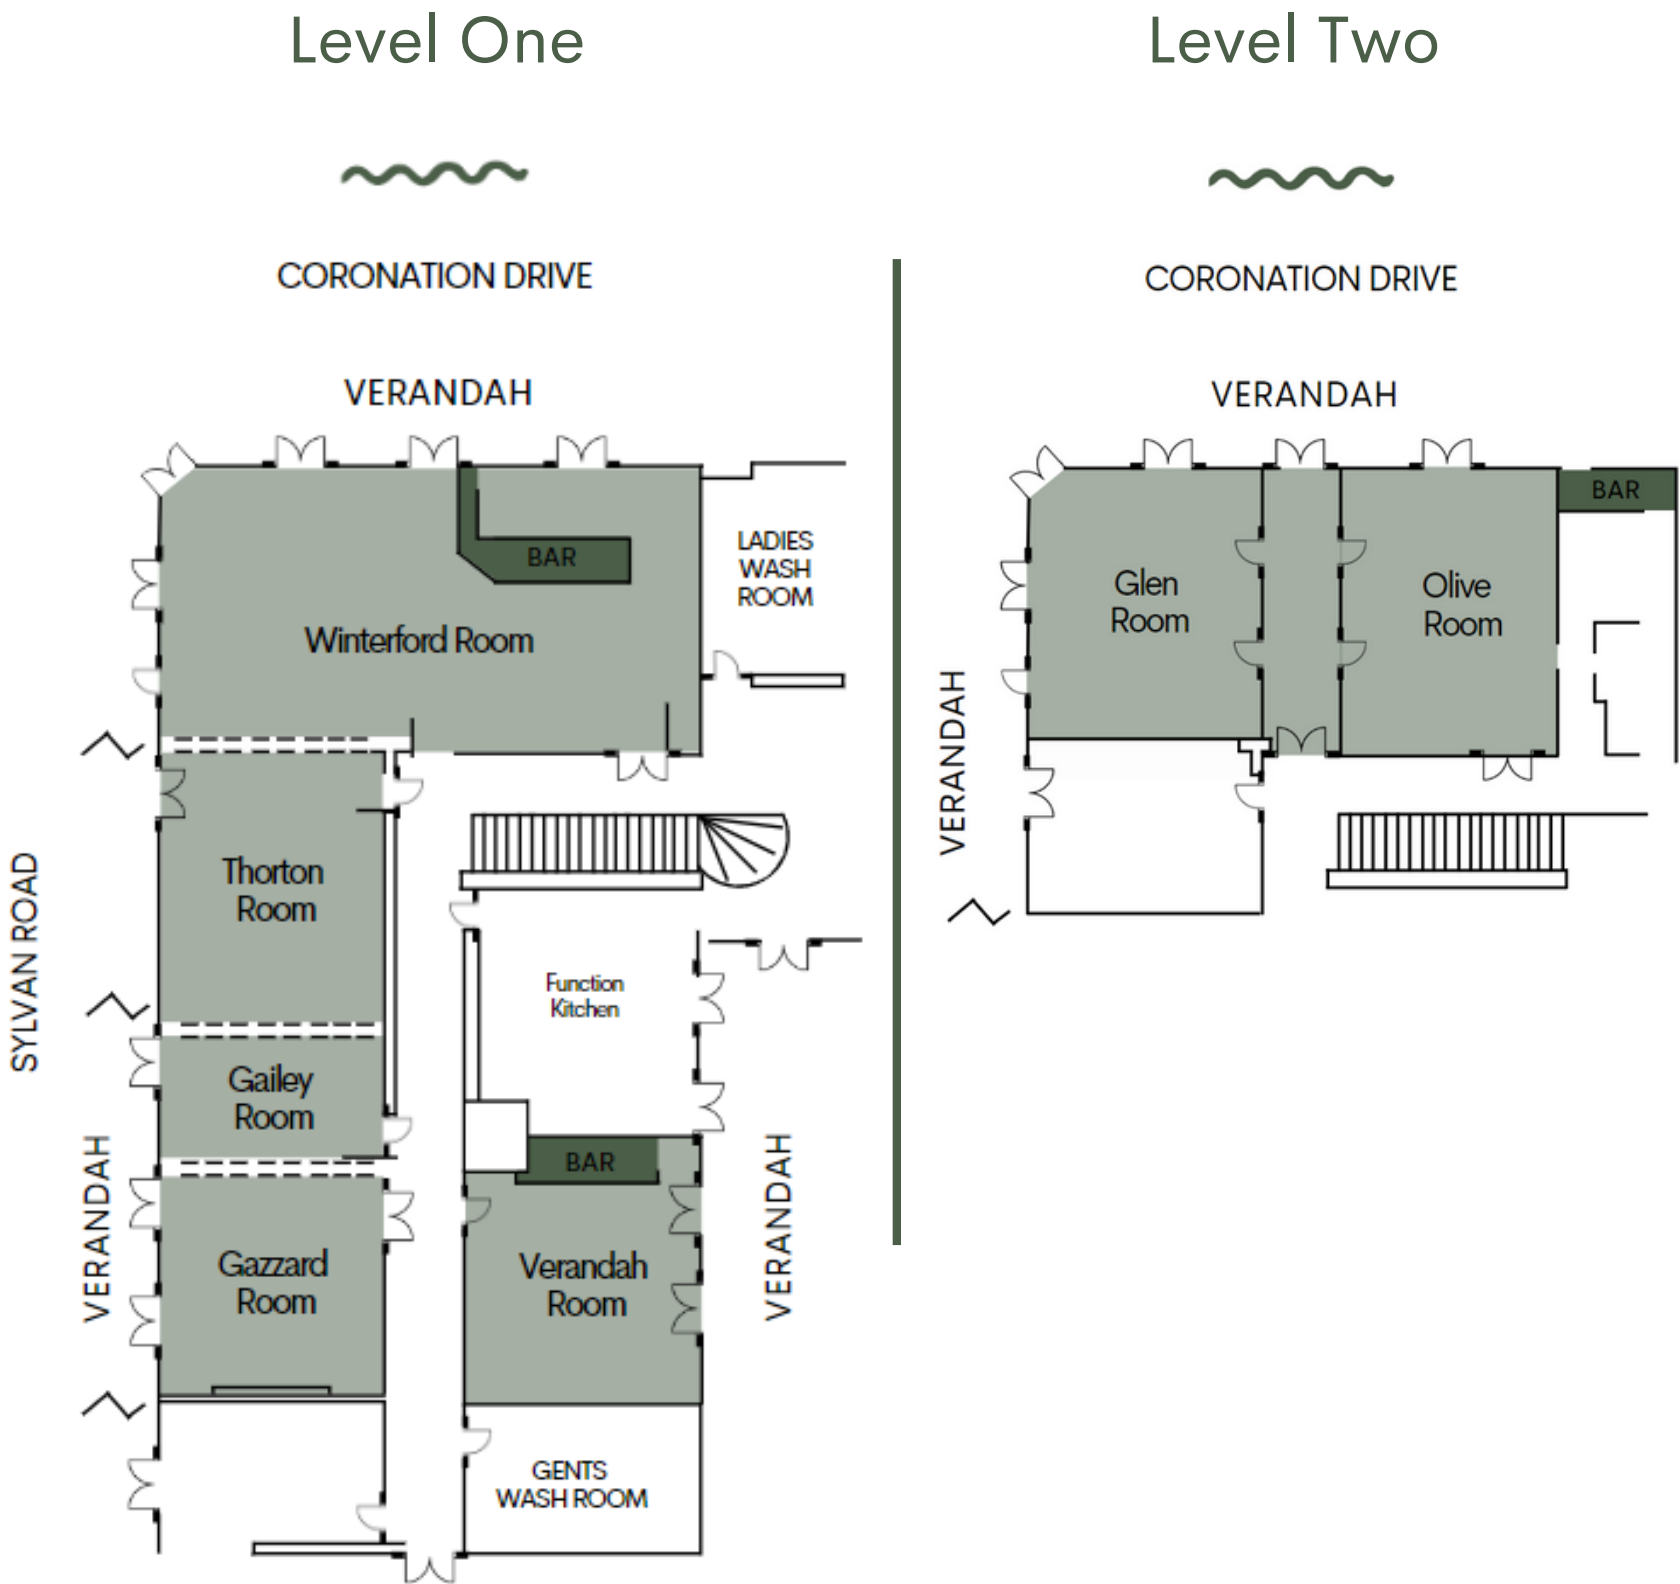 Level One
CORONATION DRIVE
VERANDAH
BAR
LADIES
WASH
ROOM
Winterford Room
Thorton
Room
SYLVAN ROAD
Function
Kitchen
Gailey
Room
VERANDAH
BAR
VERANDAH
Gazzard
Room
Verandah
Room
GENTS
WASH ROOM
Level Two
CORONATION DRIVE
VERANDAH
BAR
Glen
Room
Olive
Room
VERANDAH